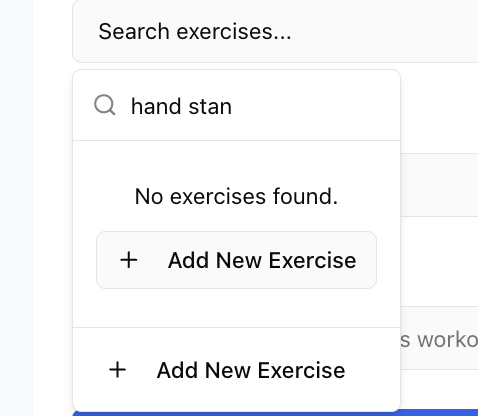 Search exercises...
hand stan
No exercises found.
+ Add New Exercise
s worko
+ Add New Exercise